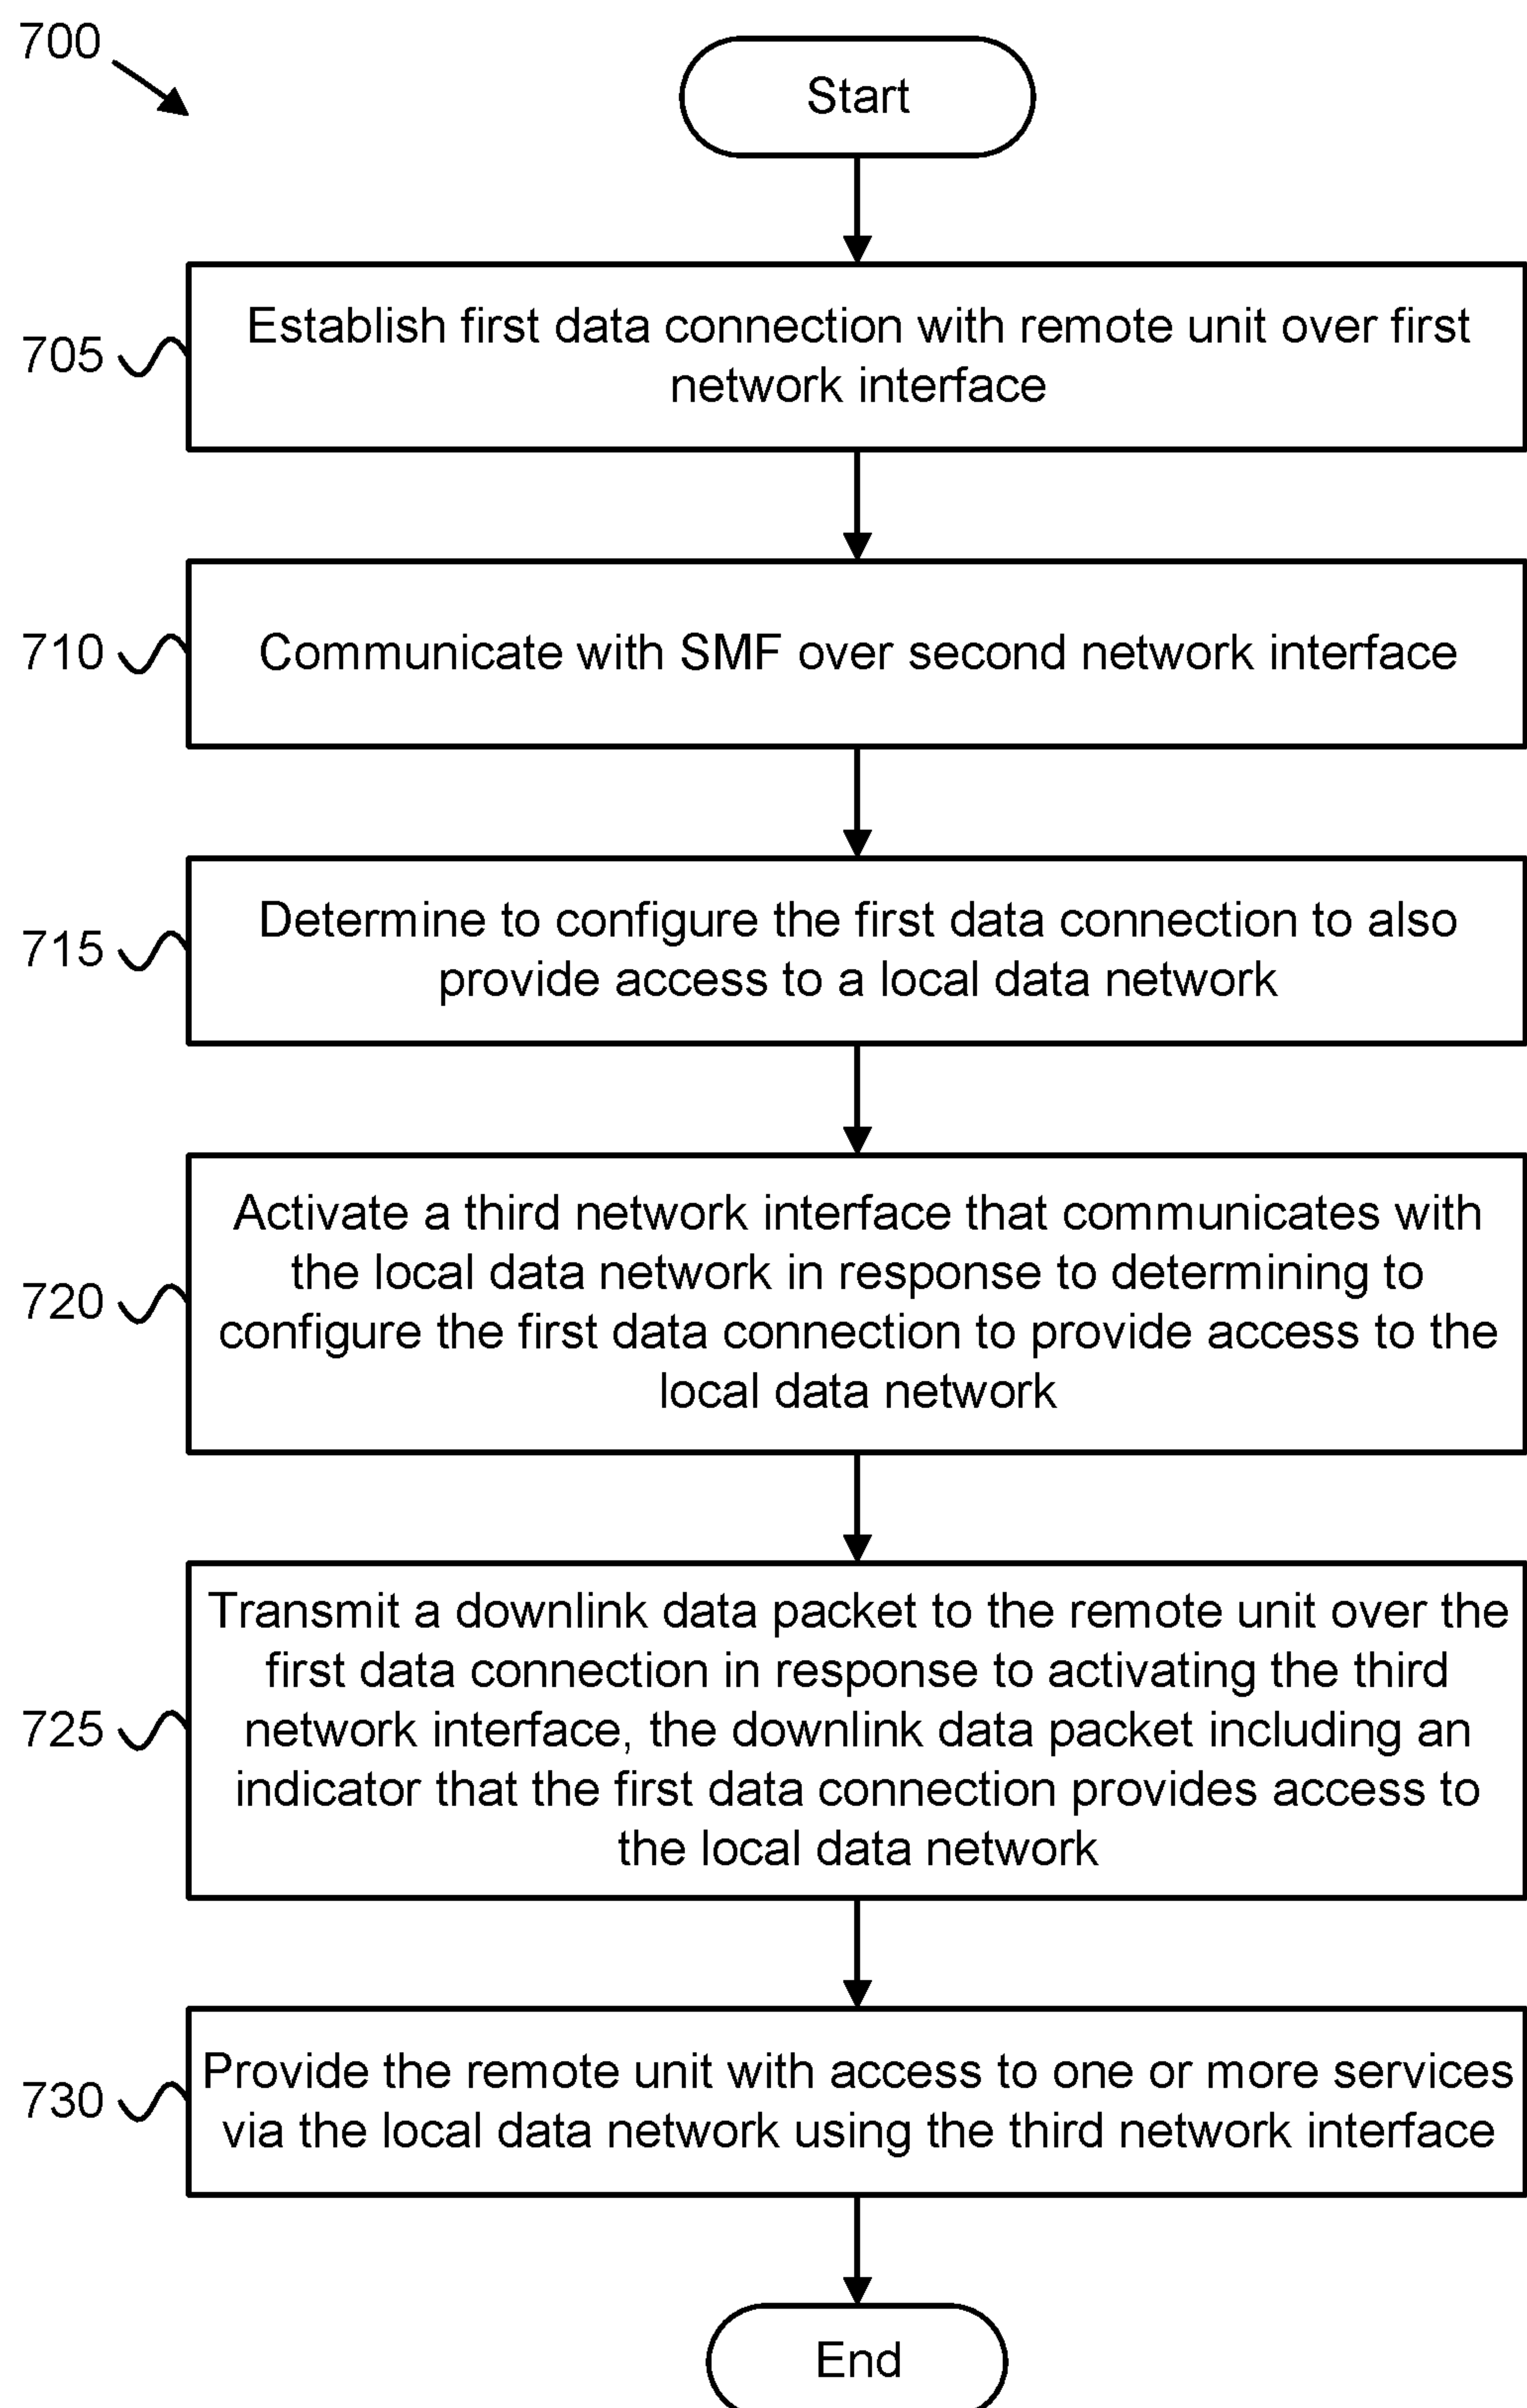 700
Start
705
Establish first data connection with remote unit over first
network interface
710
Communicate with SMF over second network interface
715
Determine to configure the first data connection to also
provide access to a local data network
720
Activate a third network interface that communicates with
the local data network in response to determining to
configure the first data connection to provide access to the
local data network
725
Transmit a downlink data packet to the remote unit over the
first data connection in response to activating the third
network interface, the downlink data packet including an
indicator that the first data connection provides access to
the local data network
730
Provide the remote unit with access to one or more services
via the local data network using the third network interface
End